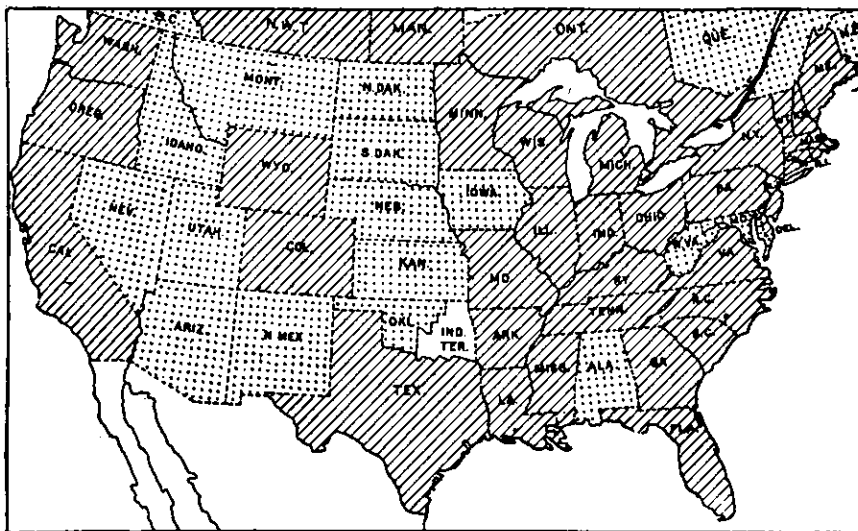 B.C.
N.W.T
MAN.
ONT.
QUE.
WASH.
MONT.
N.DAK.
MINN.
ME.
OREG.
IDAHO.
S.DAK.
WIS.
MICH.
N.Y.
WYO.
NEB.
IOWA.
PA.
NEV.
UTAH
COL.
KAN.
ILL.
IND.
OHIO.
W.VA.
DEL.
VA.
CAL.
MO.
KY.
ARIZ.
N.MEX
OKL.
IND.
TER.
ARK.
TENN.
N.C.
S.C.
TEX.
LA.
MISS.
ALA.
GA.
FLA.